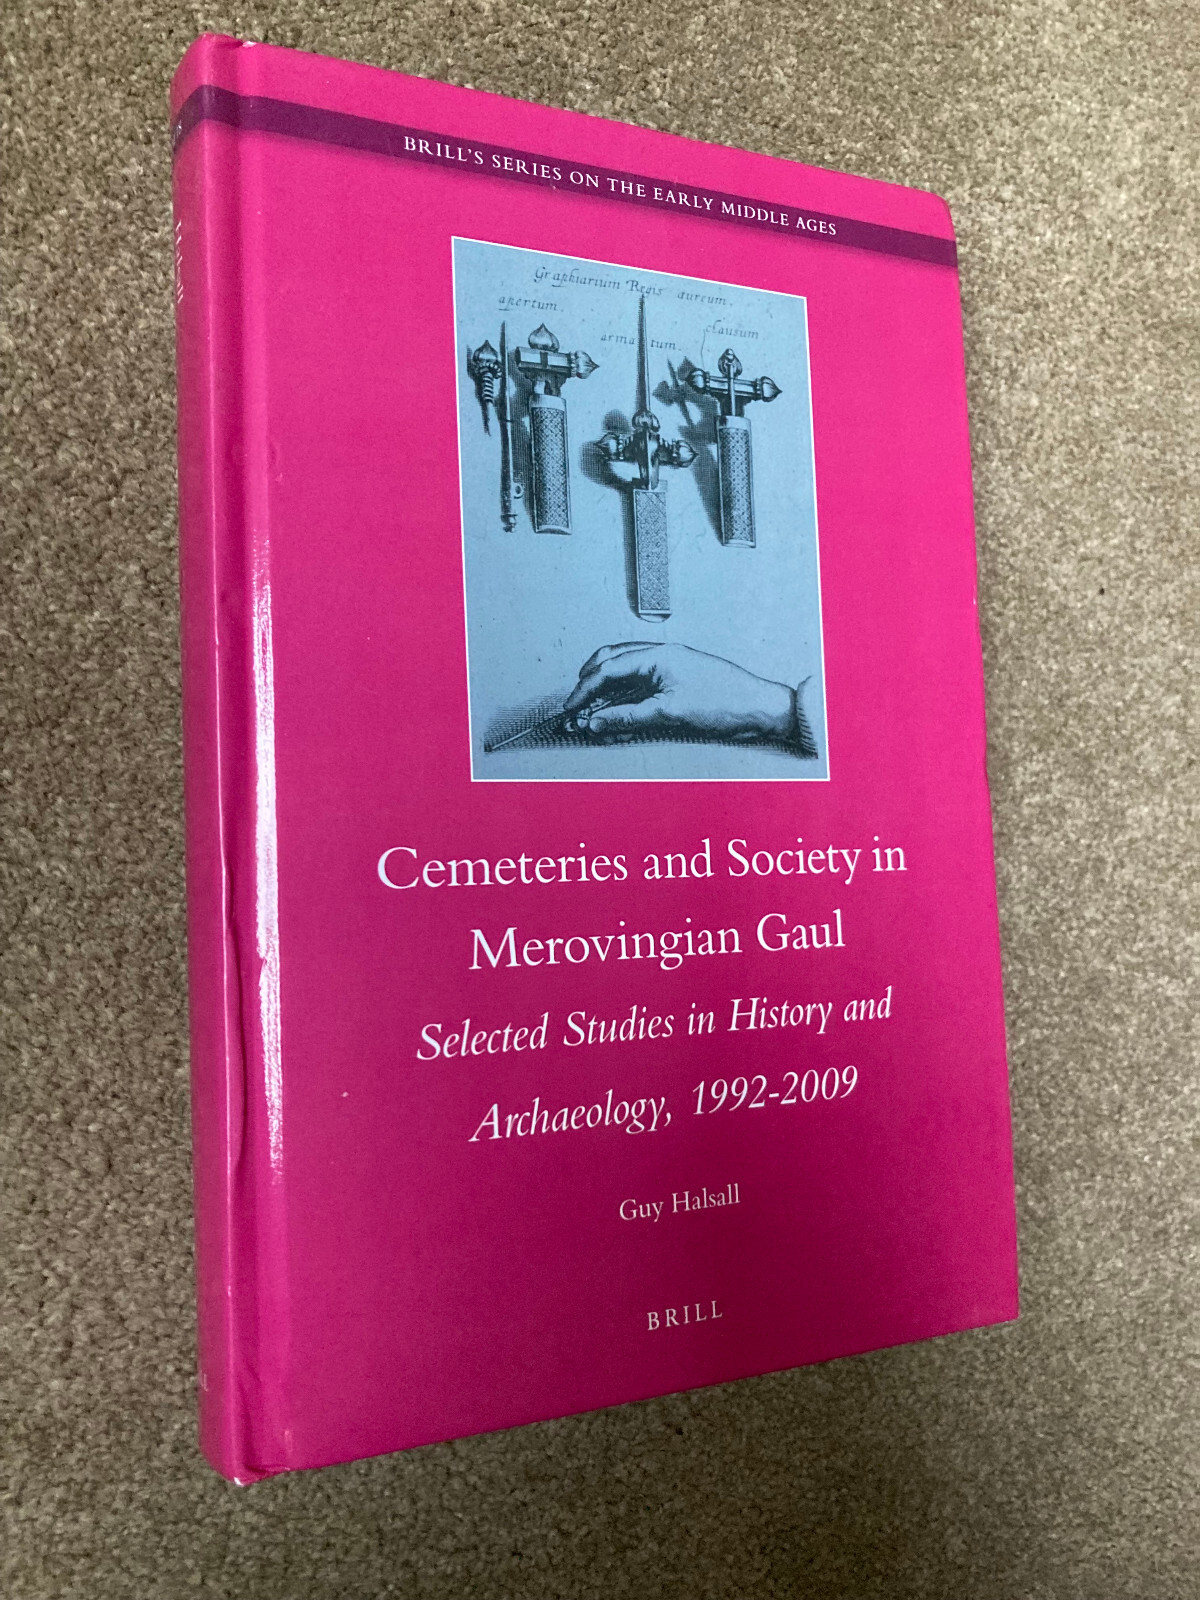 BRILL'S SERIES ON THE EARLY MIDDLE AGES
Graphiarium Regis aureum.
apertum.
armatum.
clausum
Cemeteries and Society in
Merovingian Gaul
Selected Studies in History and
Archaeology, 1992-2009
Guy Halsall
BRILL